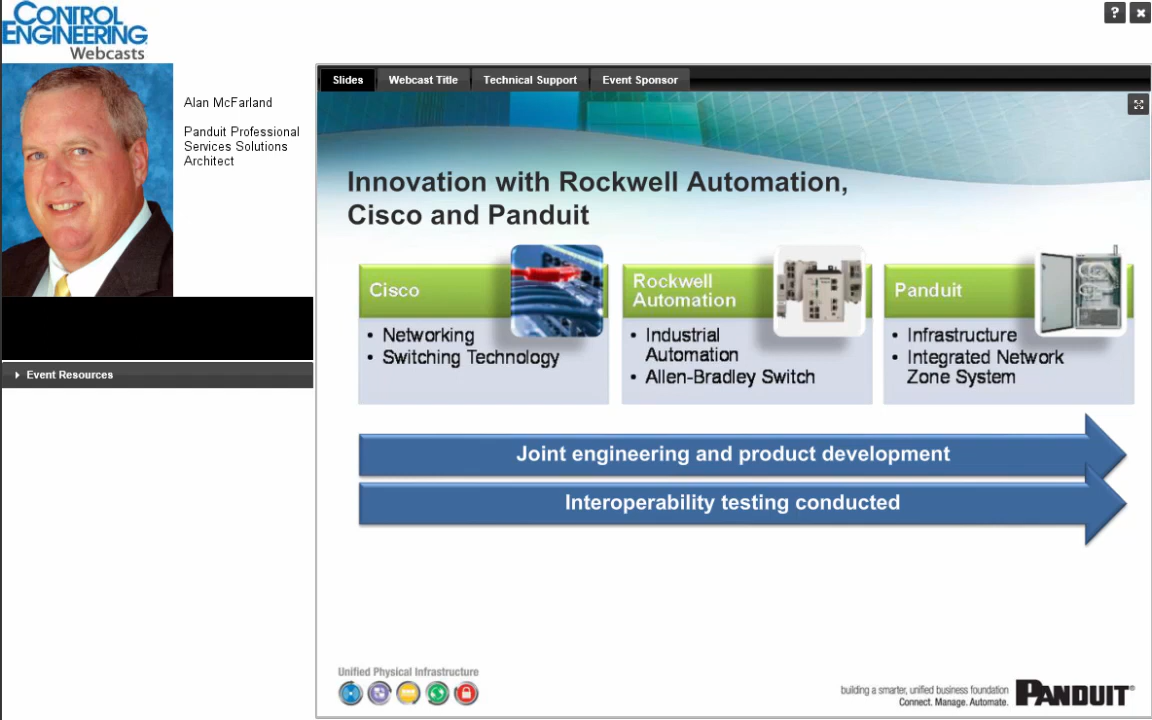 CONTROL
ENGINEERING
Webcasts
? ×
Alan McFarland
Panduit Professional
Services Solutions
Architect
Event Resources
Slides Webcast Title Technical Support Event Sponsor
Innovation with Rockwell Automation,
Cisco and Panduit
Cisco
• Networking
• Switching Technology
Rockwell
Automation
• Industrial
Automation
• Allen-Bradley Switch
Panduit
• Infrastructure
• Integrated Network
Zone System
Joint engineering and product development
Interoperability testing conducted
Unified Physical Infrastructure
building a smarter, unified business foundation
Connect. Manage. Automate.
PANDUIT®